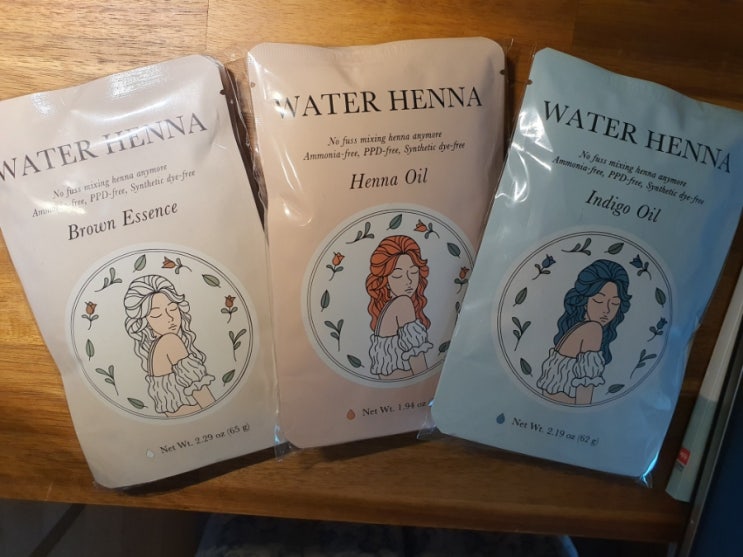 WATER HENNA
No fuss mixing henna anymore
Ammonia-free, PPD-free, Synthetic dye-free
Brown Essence
Net Wt. 2.29 oz (65 g)
WATER HENNA
No fuss mixing henna anymore
Ammonia-free, PPD-free, Synthetic dye-free
Henna Oil
Net Wt. 1.94 oz
WATER HENNA
No fuss mixing henna anymore
Ammonia-free, PPD-free, Synthetic dye-free
Indigo Oil
Net Wt. 2.19 oz (62 g)